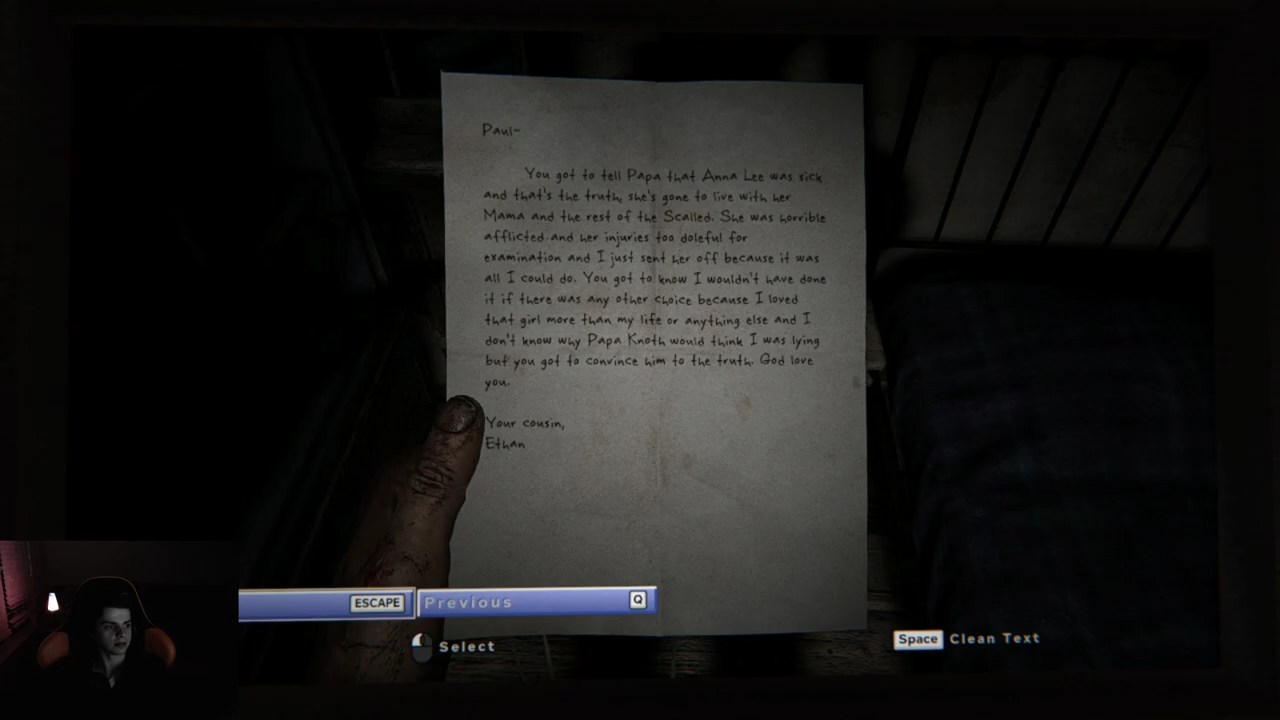 Paul-
You got to tell Papa that Anna Lee was sick
and that's the truth, she's gone to live with her
Mama and the rest of the Scalled. She was horrible
afflicted and her injuries too doleful for
examination and I just sent her off because it was
all I could do. You got to know I wouldn't have done
it if there was any other choice because I loved
that girl more than my life or anything else and I
don't know why Papa Knoth would think I was lying
but you got to convince him to the truth. God love
you.
Your cousin,
Ethan
ESCAPE
Previous Q
Select
Space Clean Text